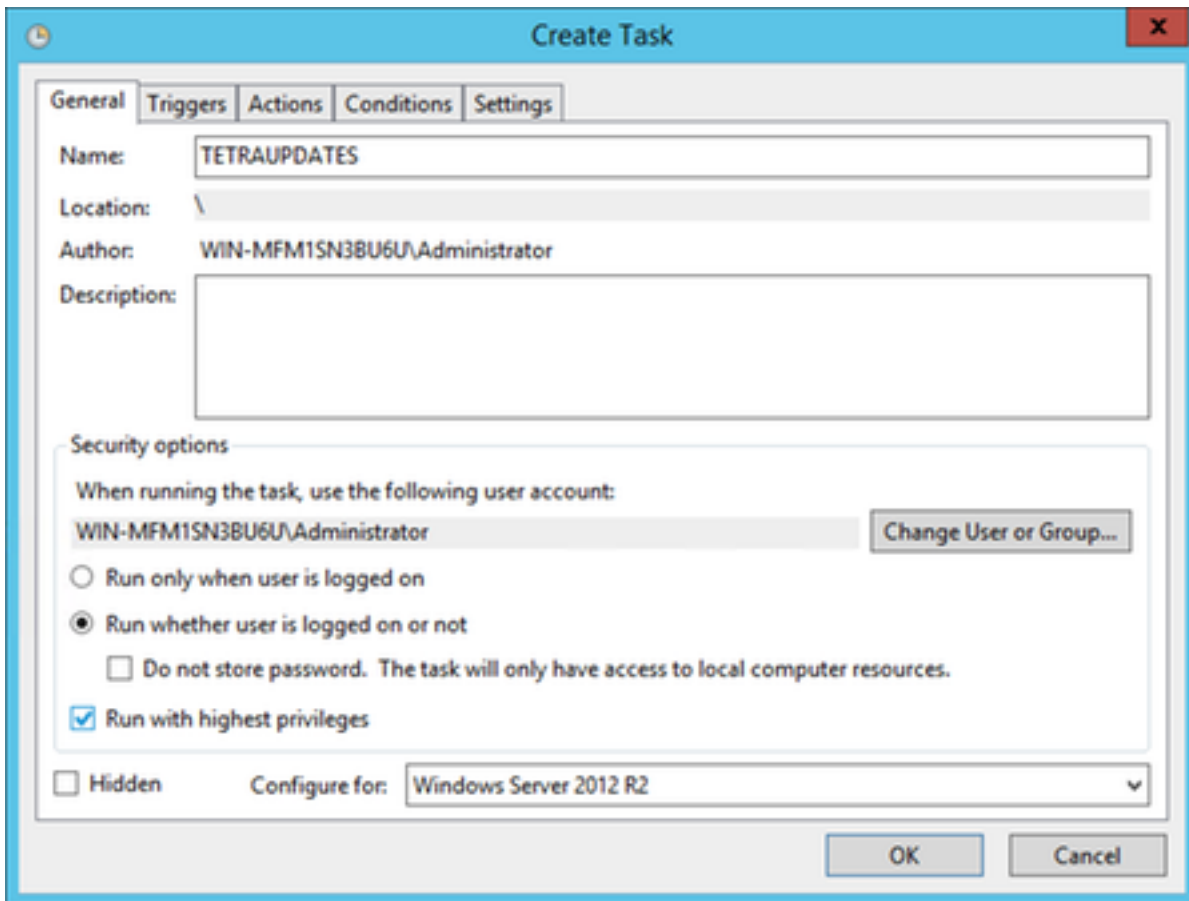 Create Task
General Triggers Actions Conditions Settings
Name: TETRAUPDATES
Location: \
Author: WIN-MFM1SN3BU6U\Administrator
Description:
Security options
When running the task, use the following user account:
WIN-MFM1SN3BU6U\Administrator Change User or Group...
Run only when user is logged on
Run whether user is logged on or not
Do not store password. The task will only have access to local computer resources.
Run with highest privileges
Hidden Configure for: Windows Server 2012 R2
OK Cancel